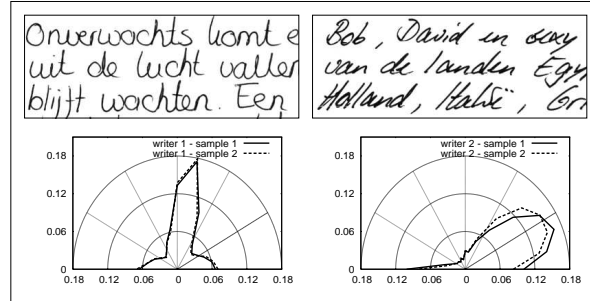 Onverwachts komt e
uit de lucht vallen
blijft wachten. Een
Bob, David en sexy
van de landen Egy
Holland, Italië, Gri
writer 1 - sample 1
writer 1 - sample 2
0.18
0.12
0.06
0
0.18 0.12 0.06 0 0.06 0.12 0.18
writer 2 - sample 1
writer 2 - sample 2
0.18
0.12
0.06
0
0.18 0.12 0.06 0 0.06 0.12 0.18